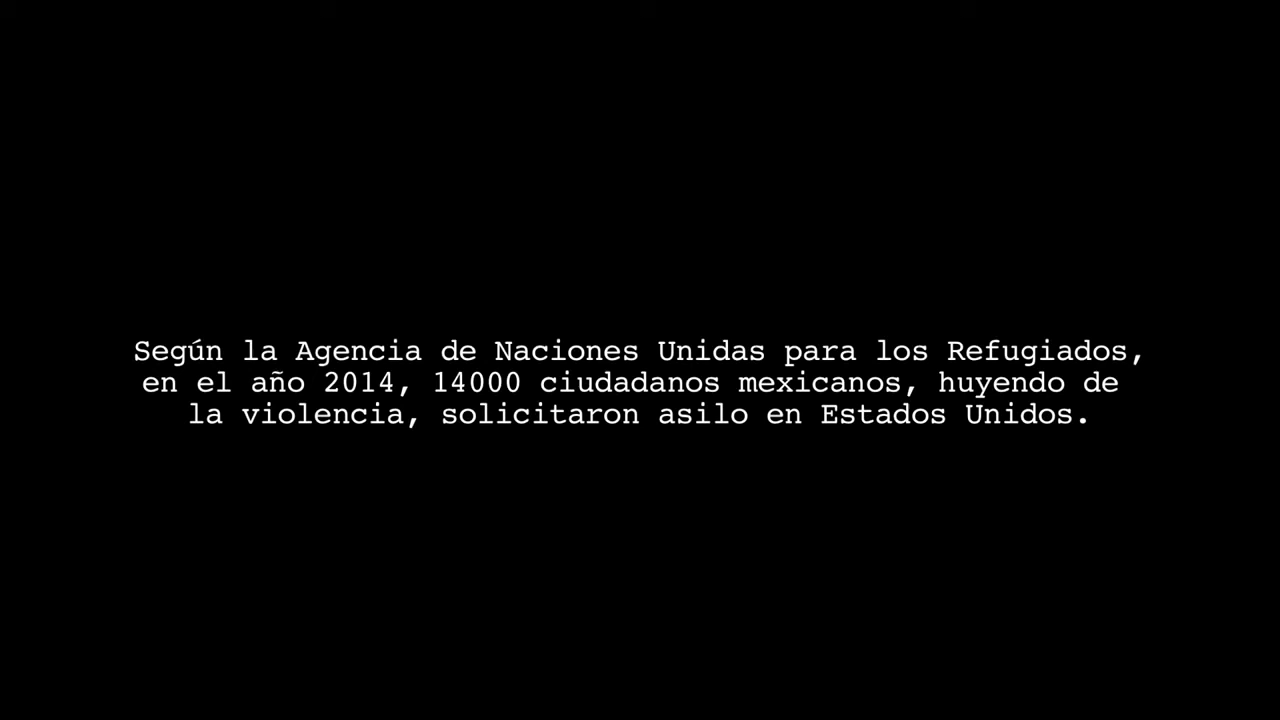 Según la Agencia de Naciones Unidas para los Refugiados,
en el año 2014, 14000 ciudadanos mexicanos, huyendo de
la violencia, solicitaron asilo en Estados Unidos.